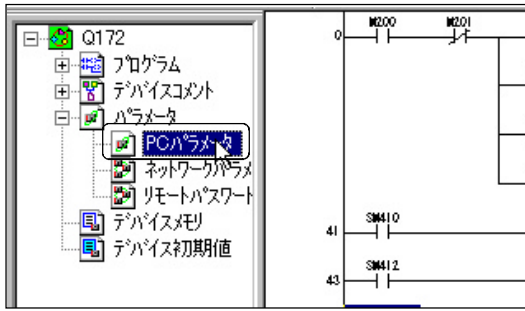 Q172
プログラム
デバイスコメント
パラメータ
PCパラメータ
ネットワークパラメ
リモートパスワート
デバイスメモリ
デバイス初期値
M200 M201
0
SM410
41
SM412
43